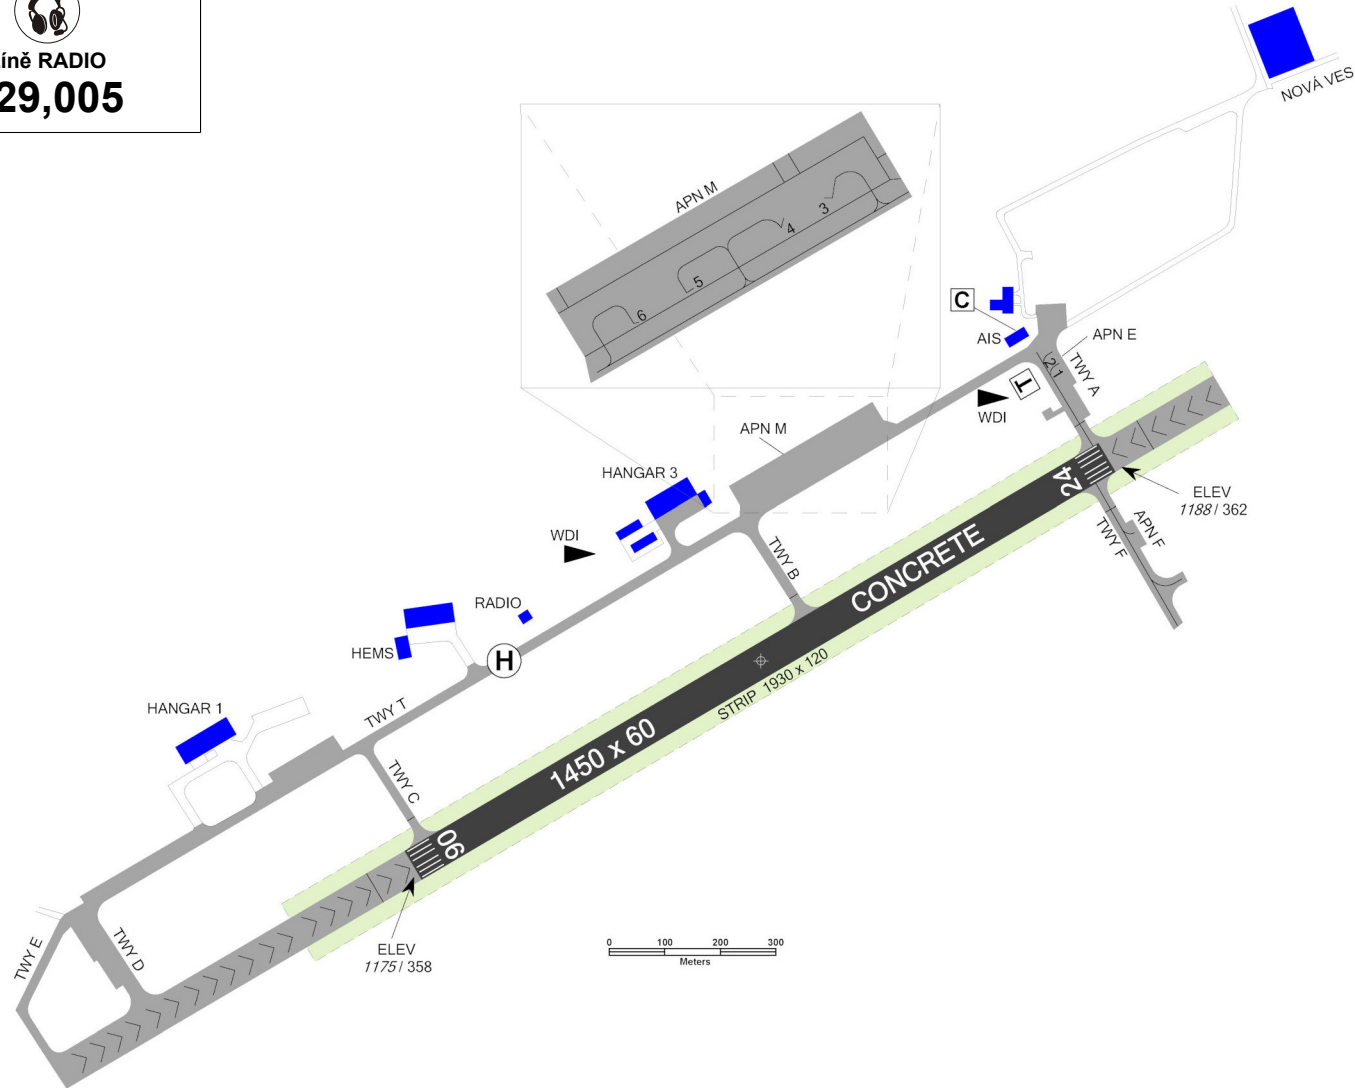 RADIO
29,005
NOVÁ VES
APN M
3
4
5
6
C
AIS
APN E
TWY A
2 1
T
WDI
APN M
HANGAR 3
24
ELEV
1188 / 362
WDI
TWY B
CONCRETE
TWY F
APN F
RADIO
HEMS
H
STRIP 1930 x 120
HANGAR 1
TWY T
1450 x 60
TWY C
06
ELEV
1175 / 358
TWY E
TWY D
0 100 200 300
Meters